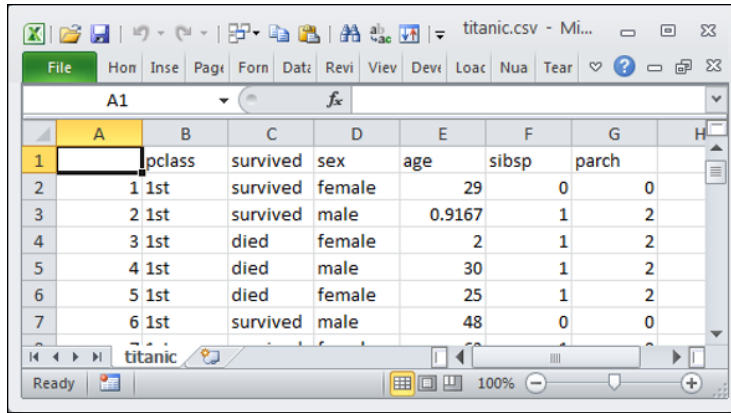 titanic.csv - Mi...
File Hon Inse Page Forn Data Revi View Deve Load Nua Tear
A1 fx
A B C D E F G H
1 pclass survived sex age sibsp parch
2 1 1st survived female 29 0 0
3 2 1st survived male 0.9167 1 2
4 3 1st died female 2 1 2
5 4 1st died male 30 1 2
6 5 1st died female 25 1 2
7 6 1st survived male 48 0 0
titanic
Ready 100%